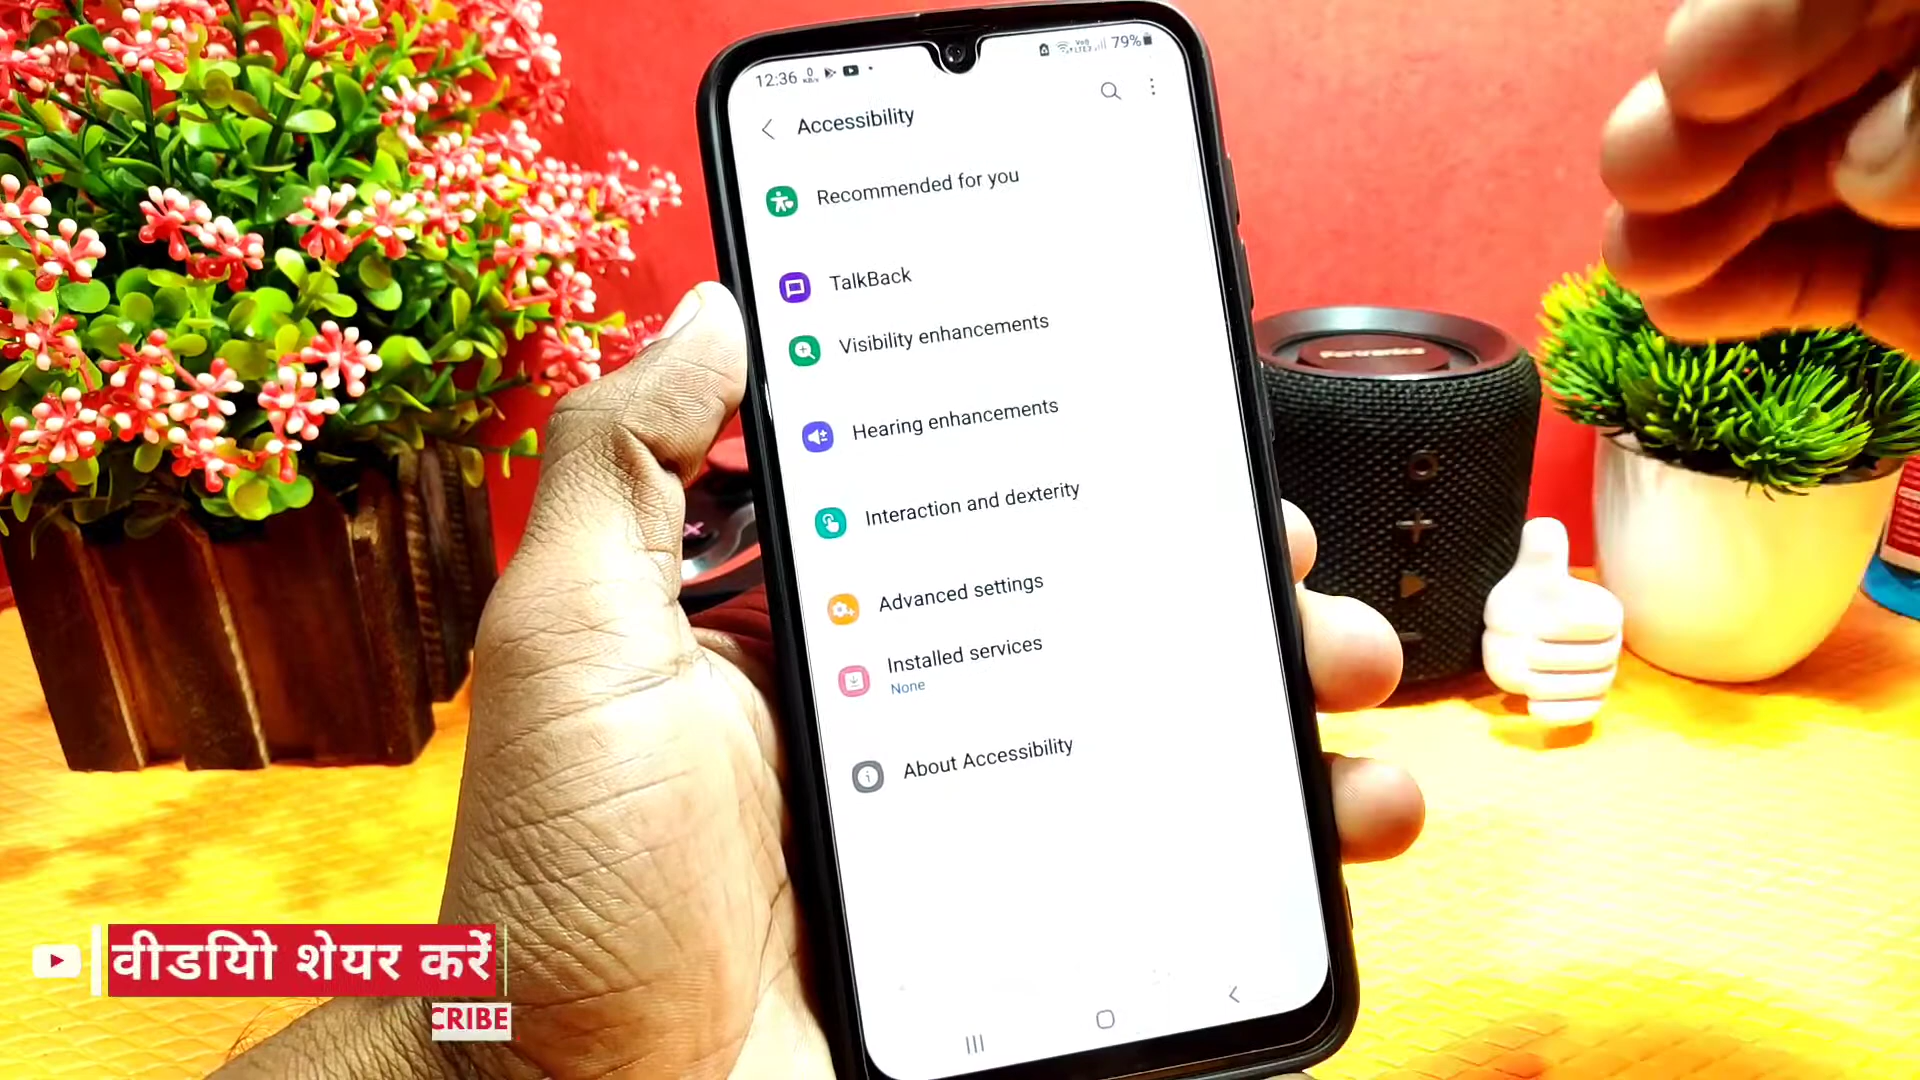 12:36
79%
Accessibility
Recommended for you
TalkBack
Visibility enhancements
Hearing enhancements
Interaction and dexterity
Advanced settings
Installed services
None
About Accessibility
वीडियो शेयर करें
CRIBE